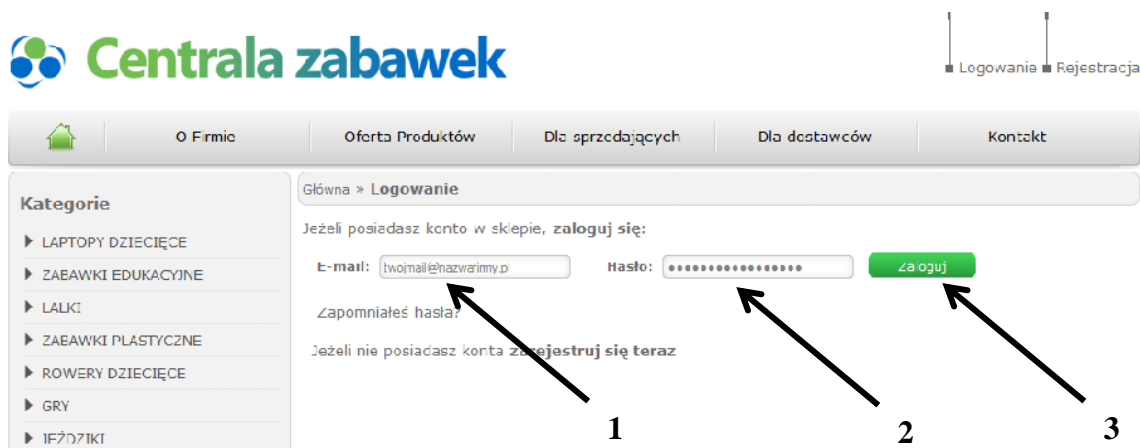 Centrala zabawek
Logowanie Rejestracja
O Firmie Oferta Produktów Dla sprzedających Dla dostawców Kontakt
Kategorie
LAPTOPY DZIECIĘCE
ZABAWKI EDUKACYJNE
LALKI
ZABAWKI PLASTYCZNE
ROWERY DZIECIĘCE
GRY
JEŹDZIKI
Główna » Logowanie
Jeżeli posiadasz konto w sklepie, zaloguj się:
E-mail: twojmail@nazwafirmy.pl Hasło: ••••••••••••••••• Zaloguj
Zapomniałeś hasła?
Jeżeli nie posiadasz konta zarejestruj się teraz
1 2 3